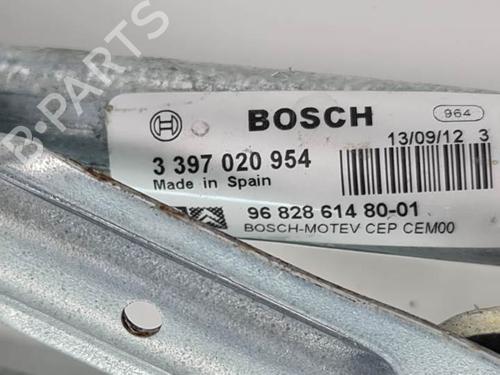 BOSCH
964
3 397 020 954
13/09/12 3
Made in Spain
96 828 614 80-01
BOSCH-MOTEV CEP CEM00
B-PARTS